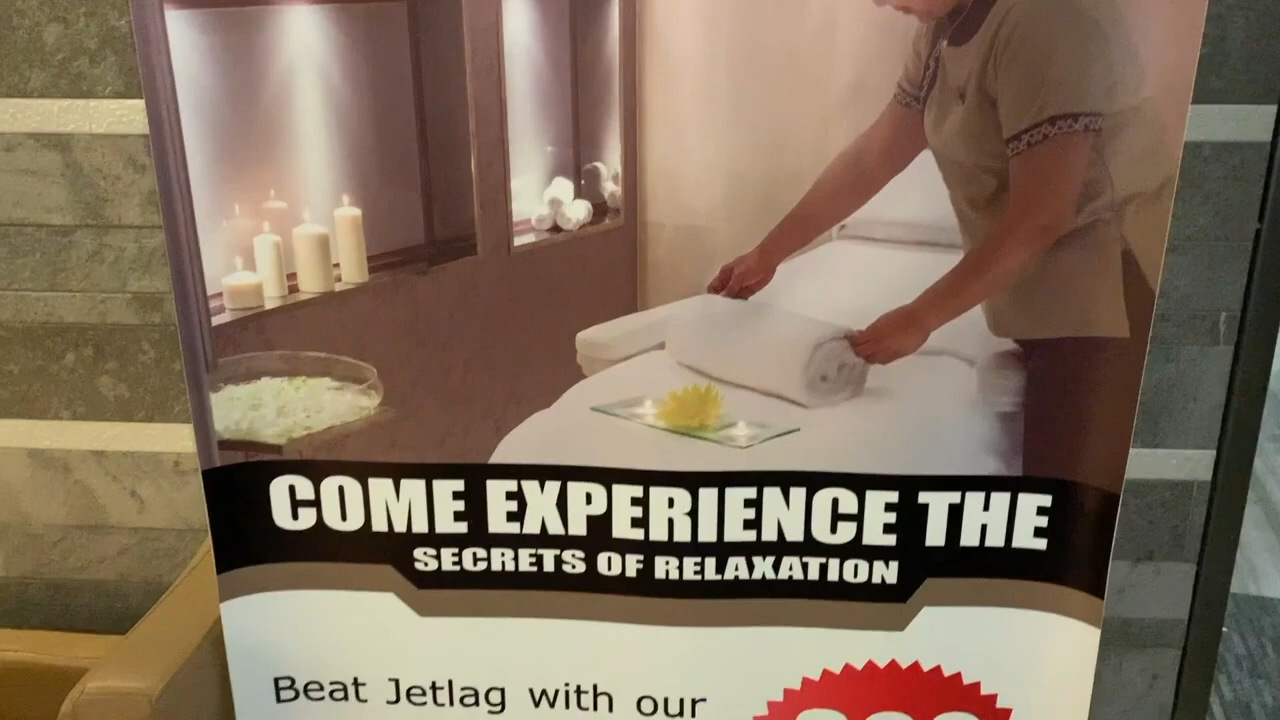 COME EXPERIENCE THE
SECRETS OF RELAXATION
Beat Jetlag with our